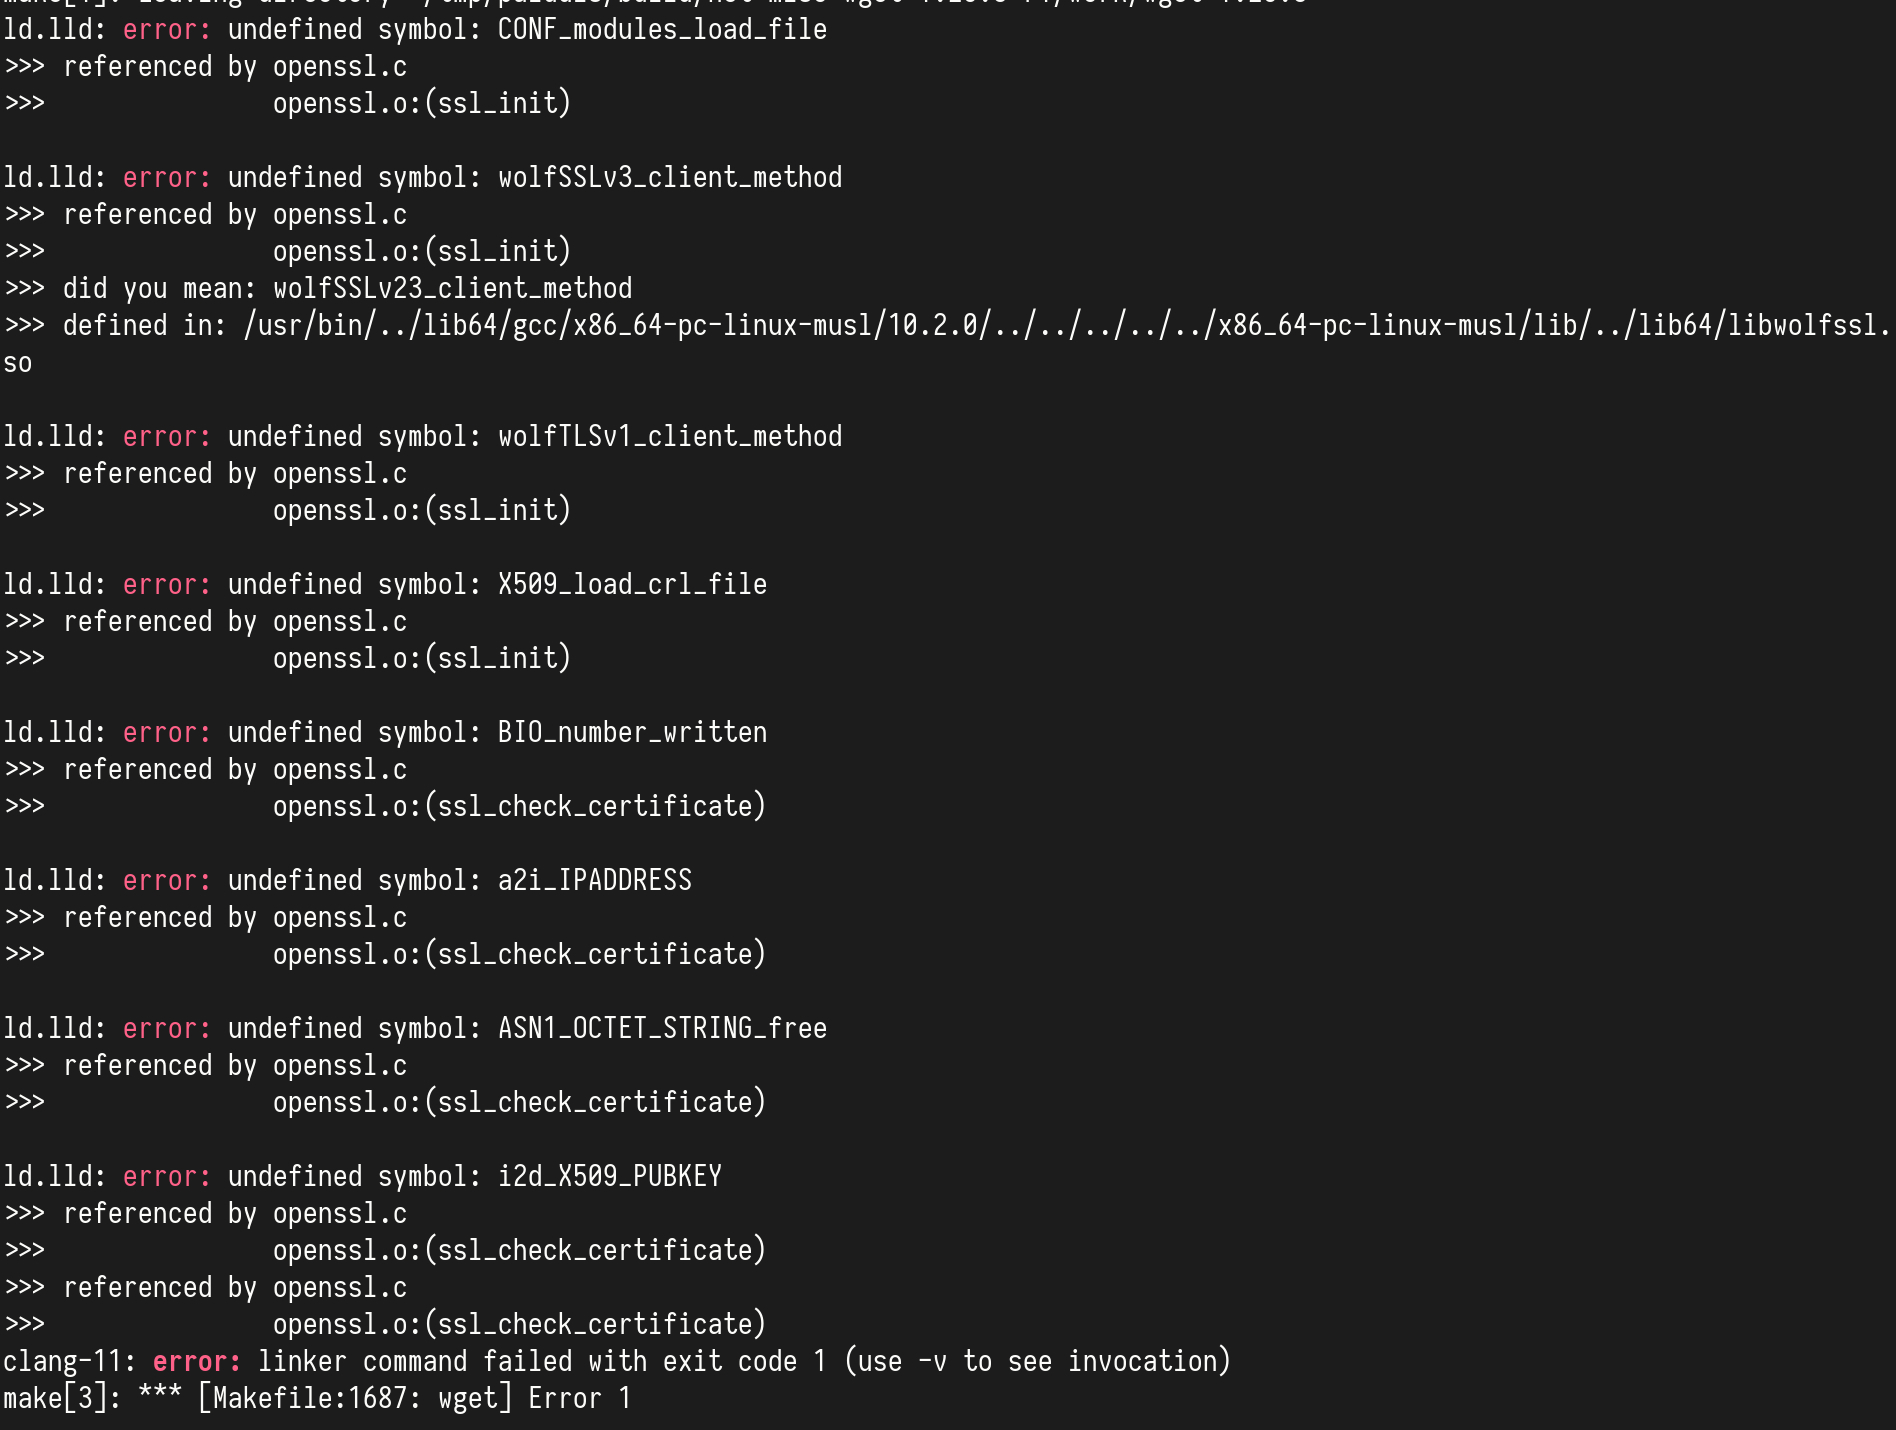 ld.lld: error: undefined symbol: CONF_modules_load_file
>>> referenced by openssl.c
>>>               openssl.o:(ssl_init)

ld.lld: error: undefined symbol: wolfSSLv3_client_method
>>> referenced by openssl.c
>>>               openssl.o:(ssl_init)
>>> did you mean: wolfSSLv23_client_method
>>> defined in: /usr/bin/../lib64/gcc/x86_64-pc-linux-musl/10.2.0/../../../../../x86_64-pc-linux-musl/lib/../lib64/libwolfssl.
so

ld.lld: error: undefined symbol: wolfTLSv1_client_method
>>> referenced by openssl.c
>>>               openssl.o:(ssl_init)

ld.lld: error: undefined symbol: X509_load_crl_file
>>> referenced by openssl.c
>>>               openssl.o:(ssl_init)

ld.lld: error: undefined symbol: BIO_number_written
>>> referenced by openssl.c
>>>               openssl.o:(ssl_check_certificate)

ld.lld: error: undefined symbol: a2i_IPADDRESS
>>> referenced by openssl.c
>>>               openssl.o:(ssl_check_certificate)

ld.lld: error: undefined symbol: ASN1_OCTET_STRING_free
>>> referenced by openssl.c
>>>               openssl.o:(ssl_check_certificate)

ld.lld: error: undefined symbol: i2d_X509_PUBKEY
>>> referenced by openssl.c
>>>               openssl.o:(ssl_check_certificate)
>>> referenced by openssl.c
>>>               openssl.o:(ssl_check_certificate)
clang-11: error: linker command failed with exit code 1 (use -v to see invocation)
make[3]: *** [Makefile:1687: wget] Error 1